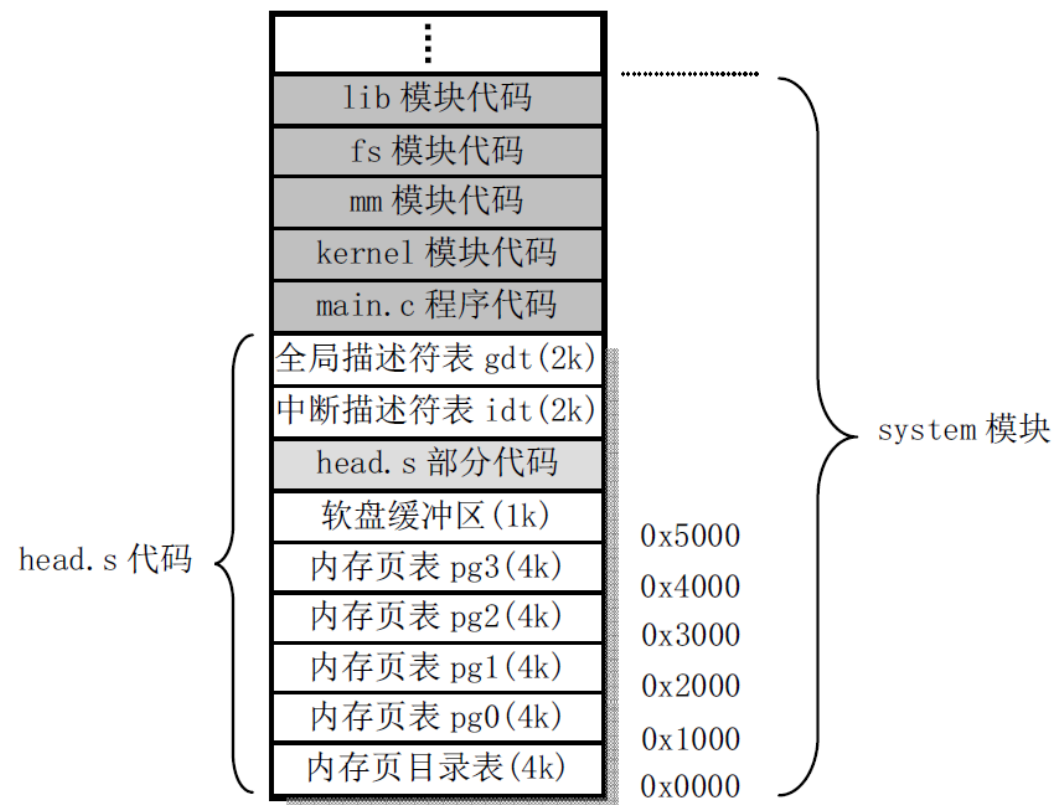 lib 模块代码
fs 模块代码
mm 模块代码
kernel 模块代码
main.c 程序代码
全局描述符表 gdt(2k)
中断描述符表 idt(2k)
head.s 部分代码
软盘缓冲区(1k)
内存页表 pg3(4k)
内存页表 pg2(4k)
内存页表 pg1(4k)
内存页表 pg0(4k)
内存页目录表(4k)
head.s 代码
0x5000
0x4000
0x3000
0x2000
0x1000
0x0000
system 模块